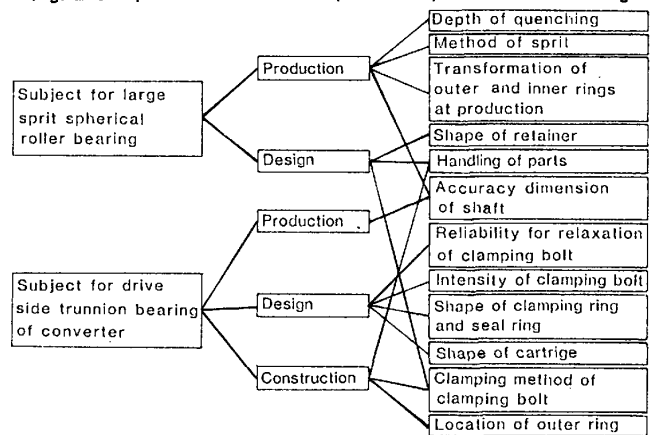 Subject for large
sprit spherical
roller bearing
Subject for drive
side trunnion bearing
of converter
Production
Design
Production
Design
Construction
Depth of quenching
Method of sprit
Transformation of
outer and inner rings
at production
Shape of retainer
Handling of parts
Accuracy dimension
of shaft
Reliability for relaxation
of clamping bolt
Intensity of clamping bolt
Shape of clamping ring
and seal ring
Shape of cartrige
Clamping method of
clamping bolt
Location of outer ring